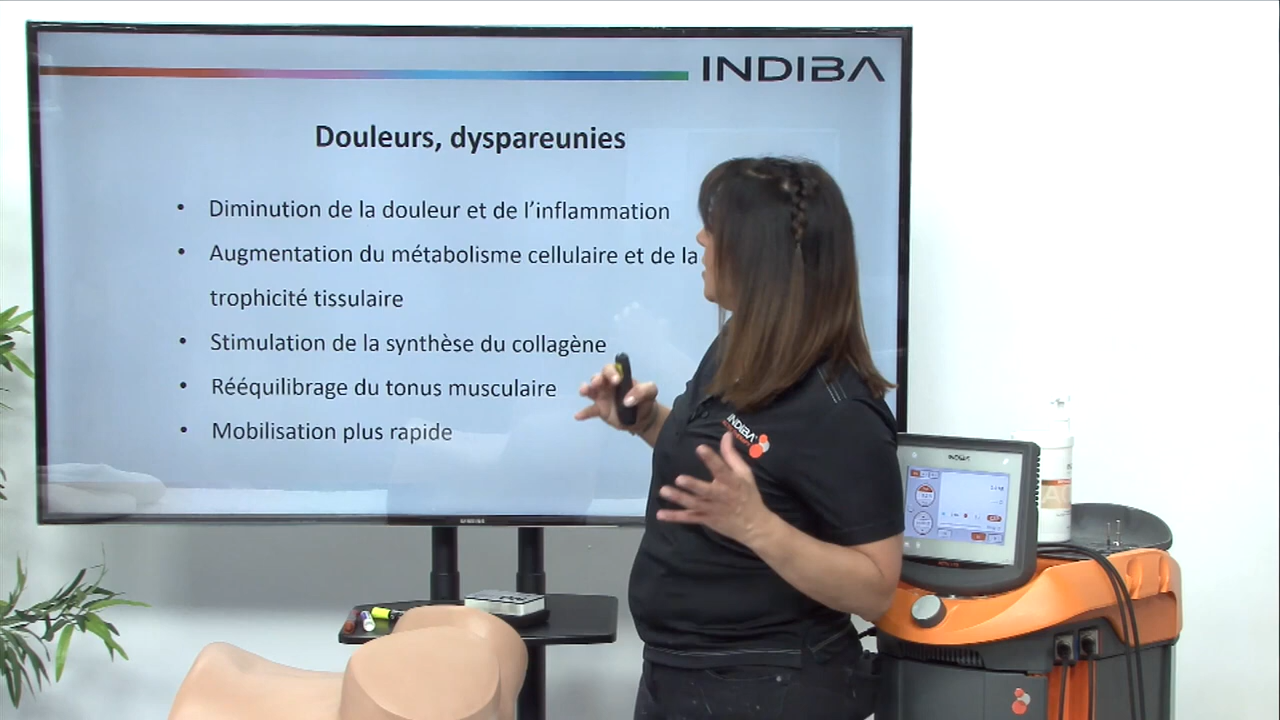 INDIBA
Douleurs, dyspareunies
• Diminution de la douleur et de l’inflammation
• Augmentation du métabolisme cellulaire et de la
trophicité tissulaire
• Stimulation de la synthèse du collagène
• Rééquilibrage du tonus musculaire
• Mobilisation plus rapide
INDIBA